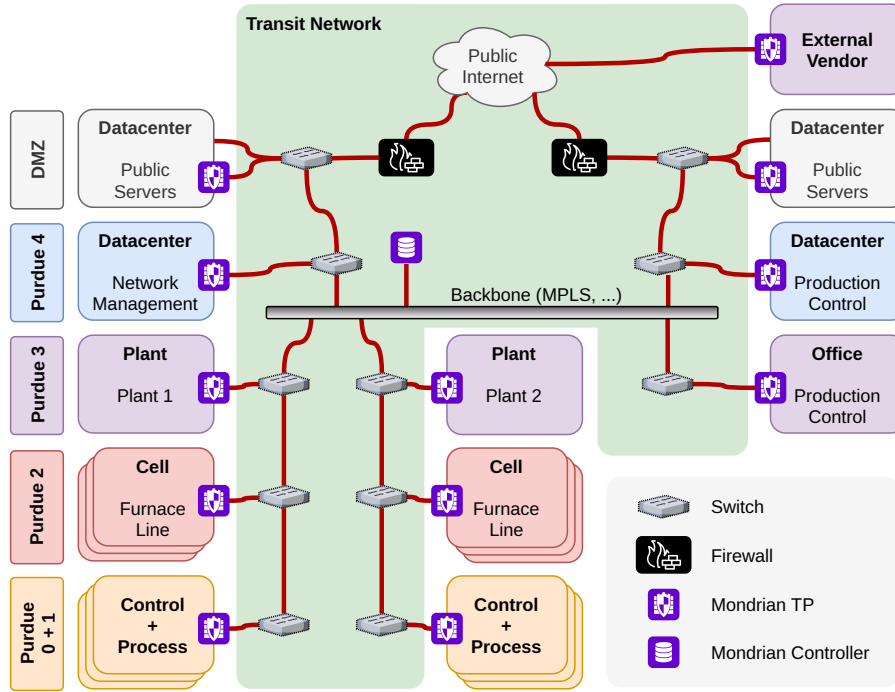 Transit Network
Public
Internet
External
Vendor
DMZ
Datacenter
Public
Servers
Datacenter
Public
Servers
Purdue 4
Datacenter
Network
Management
Backbone (MPLS, ...)
Datacenter
Production
Control
Purdue 3
Plant
Plant 1
Plant
Plant 2
Office
Production
Control
Purdue 2
Cell
Furnace
Line
Cell
Furnace
Line
Purdue
0 + 1
Control
+
Process
Control
+
Process
Switch
Firewall
Mondrian TP
Mondrian Controller